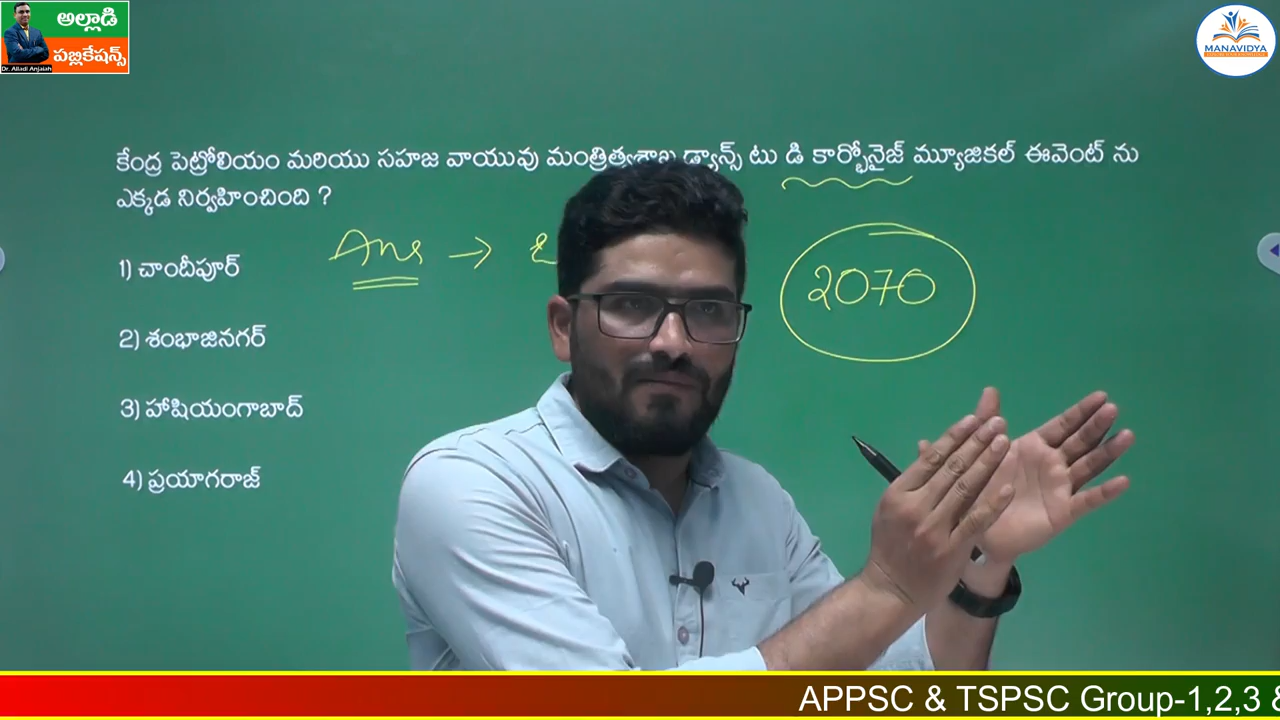 అల్లాడి
పబ్లికేషన్స్
Dr. Alladi Anjaiah
MANAVIDYA
కేంద్ర పెట్రోలియం మరియు సహజ వాయువు మంత్రిత్వశాఖ డ్యాన్స్ టు డి కార్భోనైజ్ మ్యూజికల్ ఈవెంట్ ను
ఎక్కడ నిర్వహించింది ?
Ans →
2070
1) చాందీపూర్
2) శంభాజినగర్
3) హాషియంగాబాద్
4) ప్రయాగరాజ్
APPSC & TSPSC Group-1,2,3 &